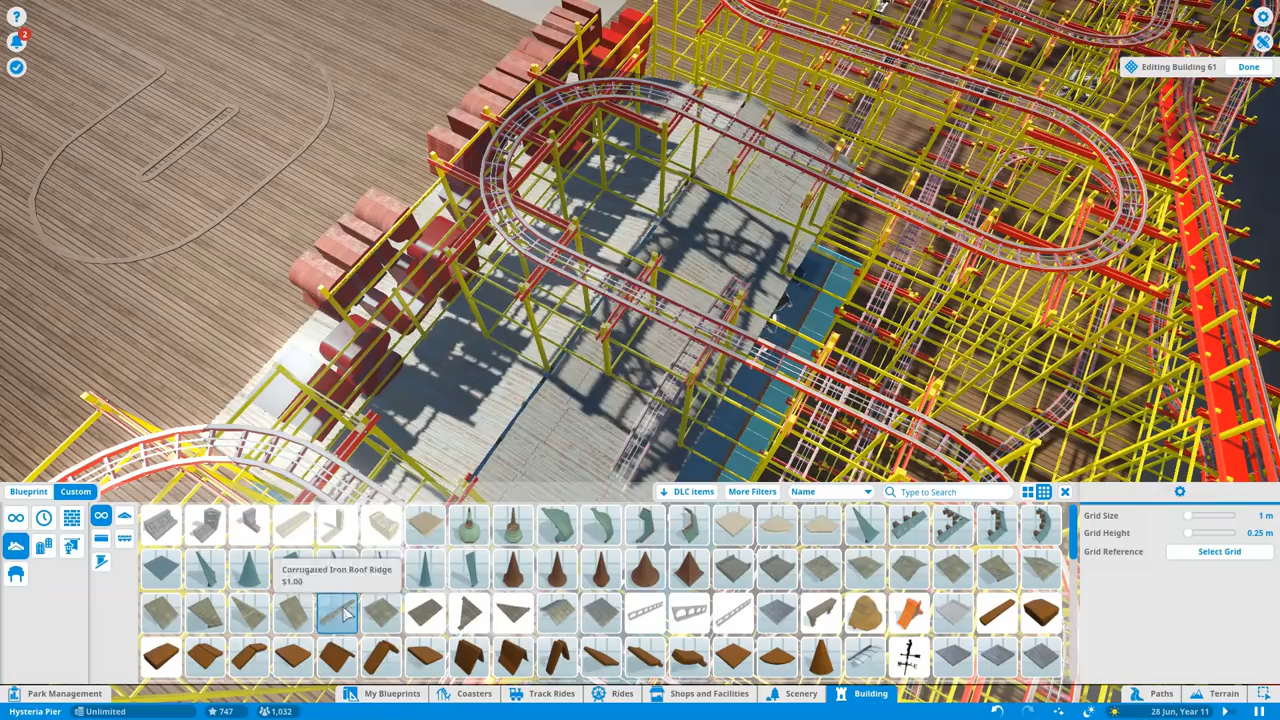 ?
2
Editing Building 61
Done
Blueprint
Custom
DLC items
More Filters
Name
Type to Search
Grid Size
1 m
Grid Height
0.25 m
Grid Reference
Select Grid
Corrugated Iron Roof Ridge
$1.00
Park Management
My Blueprints
Coasters
Track Rides
Rides
Shops and Facilities
Scenery
Building
Paths
Terrain
Hysteria Pier
Unlimited
747
1,032
28 Jun, Year 11